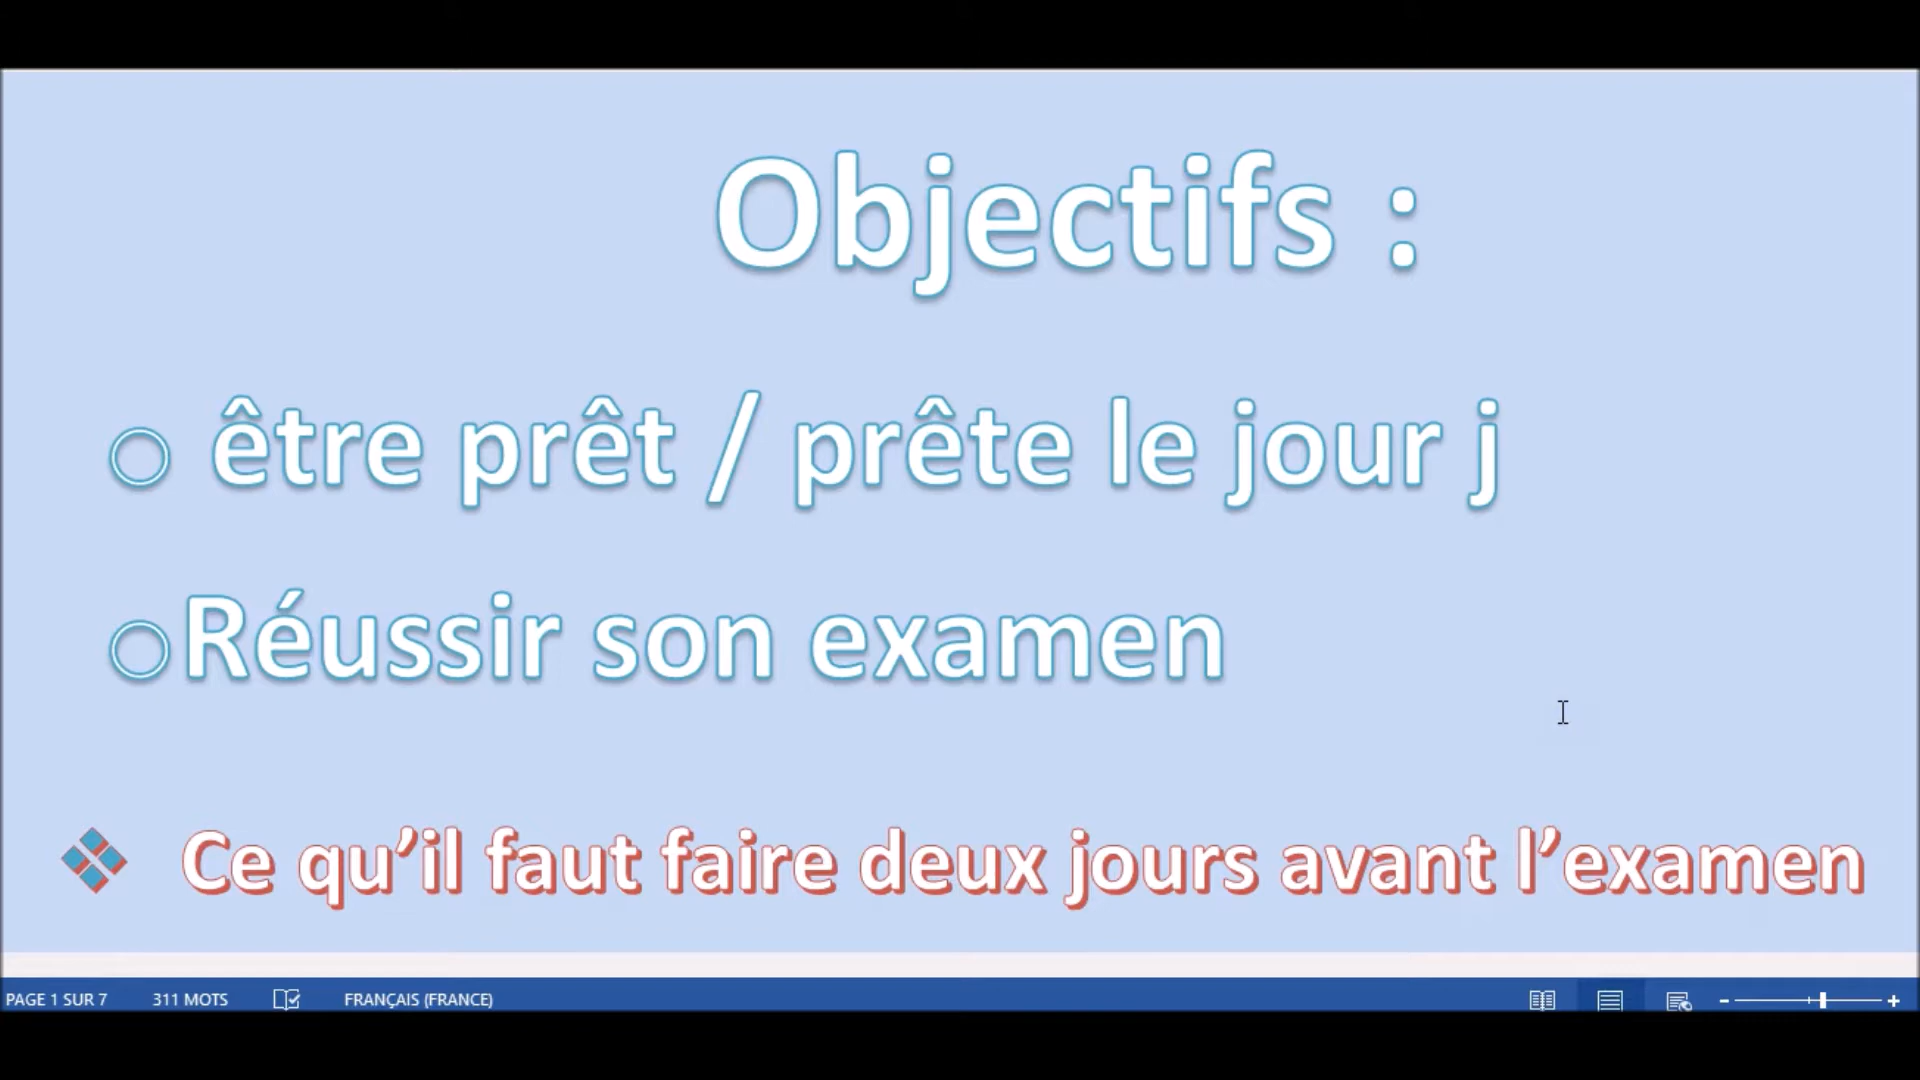 Objectifs :
être prêt / prête le jour j
Réussir son examen
Ce qu’il faut faire deux jours avant l’examen
PAGE 1 SUR 7 311 MOTS FRANÇAIS (FRANCE)